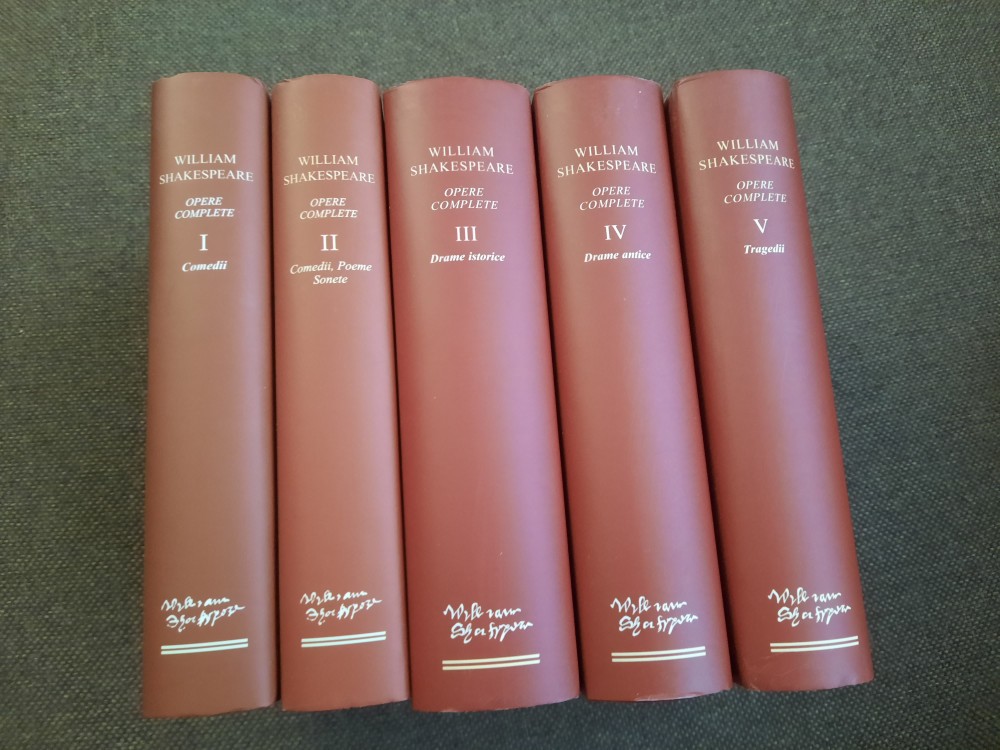 WILLIAM
SHAKESPEARE
OPERE
COMPLETE
I
Comedii
WILLIAM
SHAKESPEARE
OPERE
COMPLETE
II
Comedii, Poeme
Sonete
WILLIAM
SHAKESPEARE
OPERE
COMPLETE
III
Drame istorice
WILLIAM
SHAKESPEARE
OPERE
COMPLETE
IV
Drame antice
WILLIAM
SHAKESPEARE
OPERE
COMPLETE
V
Tragedii